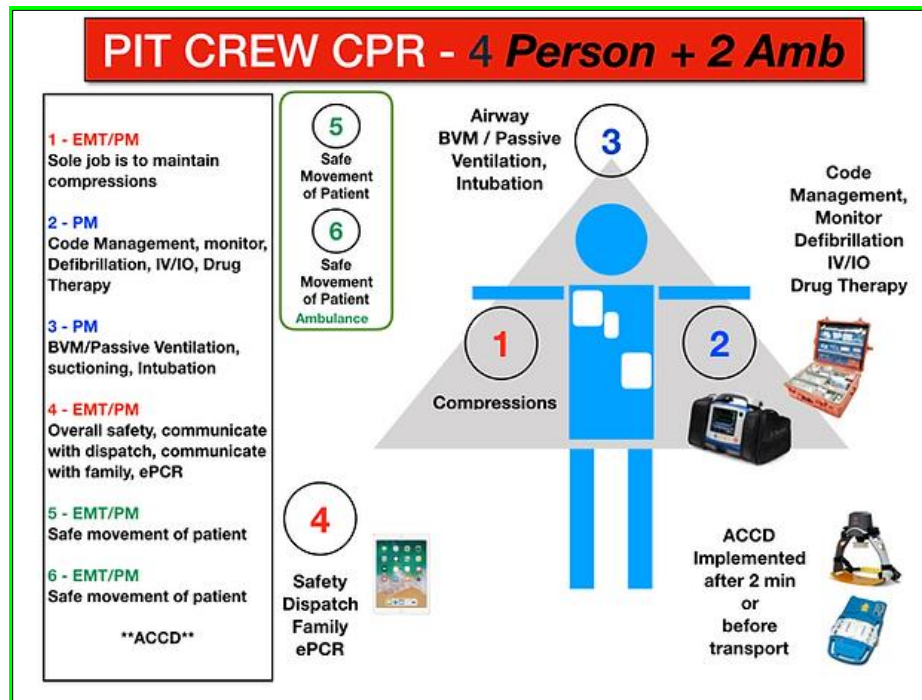 PIT CREW CPR - 4 Person + 2 Amb
1 - EMT/PM
Sole job is to maintain
compressions
2 - PM
Code Management, monitor,
Defibrillation, IV/IO, Drug
Therapy
3 - PM
BVM/Passive Ventilation,
suctioning, Intubation
4 - EMT/PM
Overall safety, communicate
with dispatch, communicate
with family, ePCR
5 - EMT/PM
Safe movement of patient
6 - EMT/PM
Safe movement of patient
**ACCD**
5
Safe
Movement
of Patient
6
Safe
Movement
of Patient
Ambulance
Airway
BVM / Passive
Ventilation,
Intubation
3
Code
Management,
Monitor
Defibrillation
IV/IO
Drug Therapy
1
Compressions
2
4
Safety
Dispatch
Family
ePCR
ACCD
Implemented
after 2 min
or
before
transport